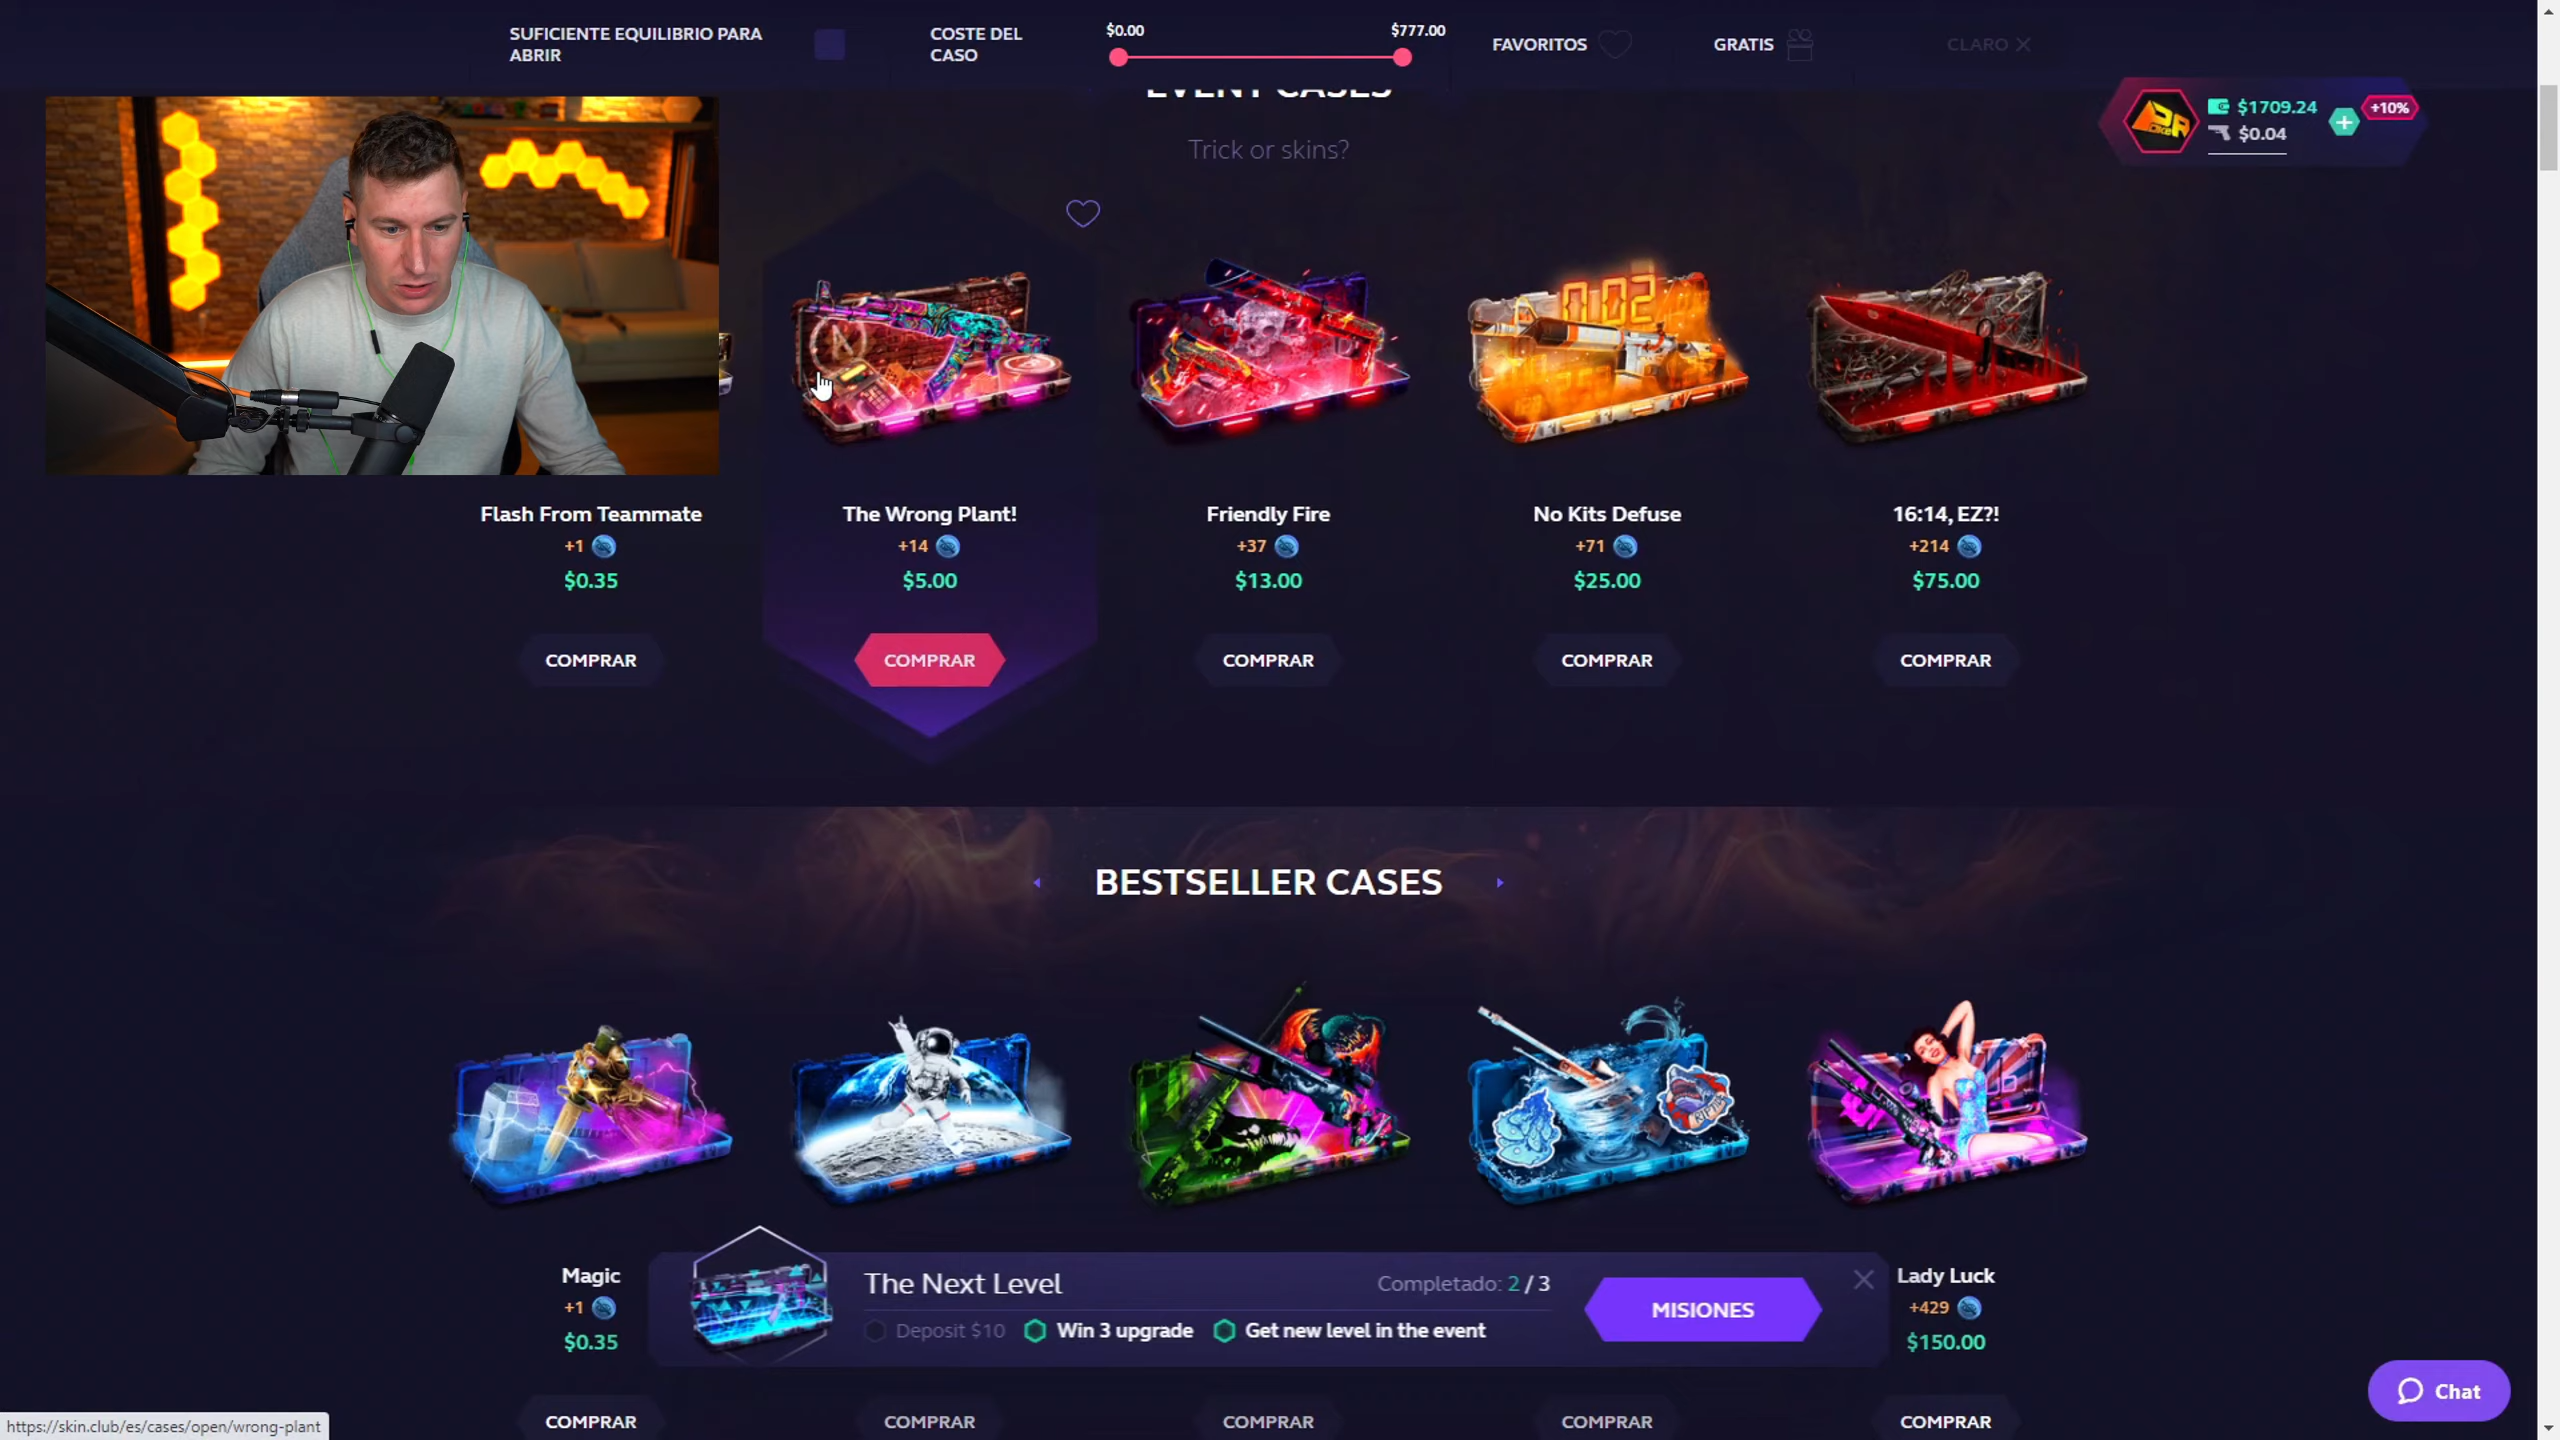 SUFICIENTE EQUILIBRIO PARA
ABRIR
COSTE DEL
CASO
$0.00
$777.00
FAVORITOS
GRATIS
CLARO
EVENT CASES
Trick or skins?
$1709.24
+10%
$0.04
0:02
Flash From Teammate
+1
$0.35
COMPRAR
The Wrong Plant!
+14
$5.00
COMPRAR
Friendly Fire
+37
$13.00
COMPRAR
No Kits Defuse
+71
$25.00
COMPRAR
16:14, EZ?!
+214
$75.00
COMPRAR
BESTSELLER CASES
Magic
+1
$0.35
COMPRAR
The Next Level
Completado: 2 / 3
Deposit $10
Win 3 upgrade
Get new level in the event
MISIONES
COMPRAR
COMPRAR
COMPRAR
Lady Luck
+429
$150.00
COMPRAR
Chat
https://skin.club/es/cases/open/wrong-plant